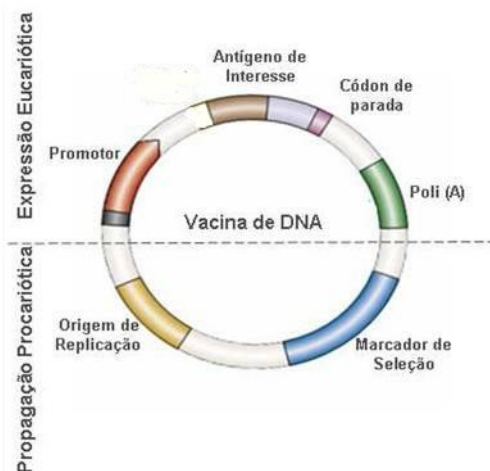 Expressão Eucariótica
Antígeno de
Interesse
Códon de
parada
Promotor
Poli (A)
Vacina de DNA
Propagação Procariótica
Origem de
Replicação
Marcador de
Seleção